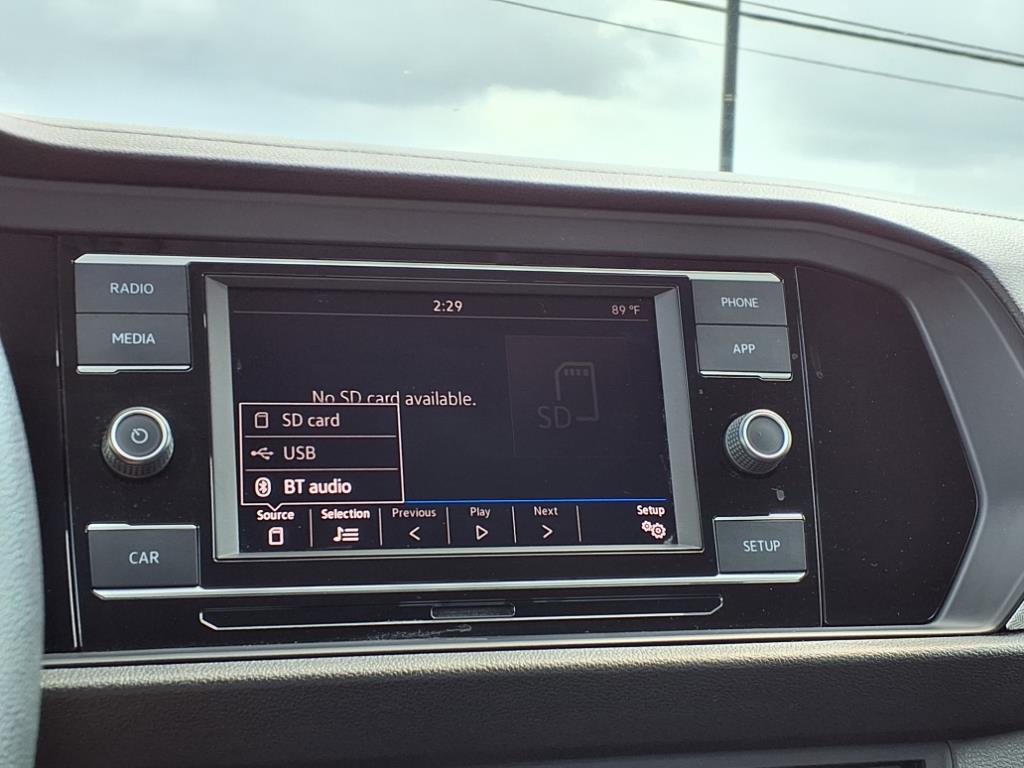 RADIO
MEDIA
CAR
2:29
89 °F
No SD card available.
SD
SD card
USB
BT audio
Source
Selection
Previous
Play
Next
Setup
PHONE
APP
SETUP